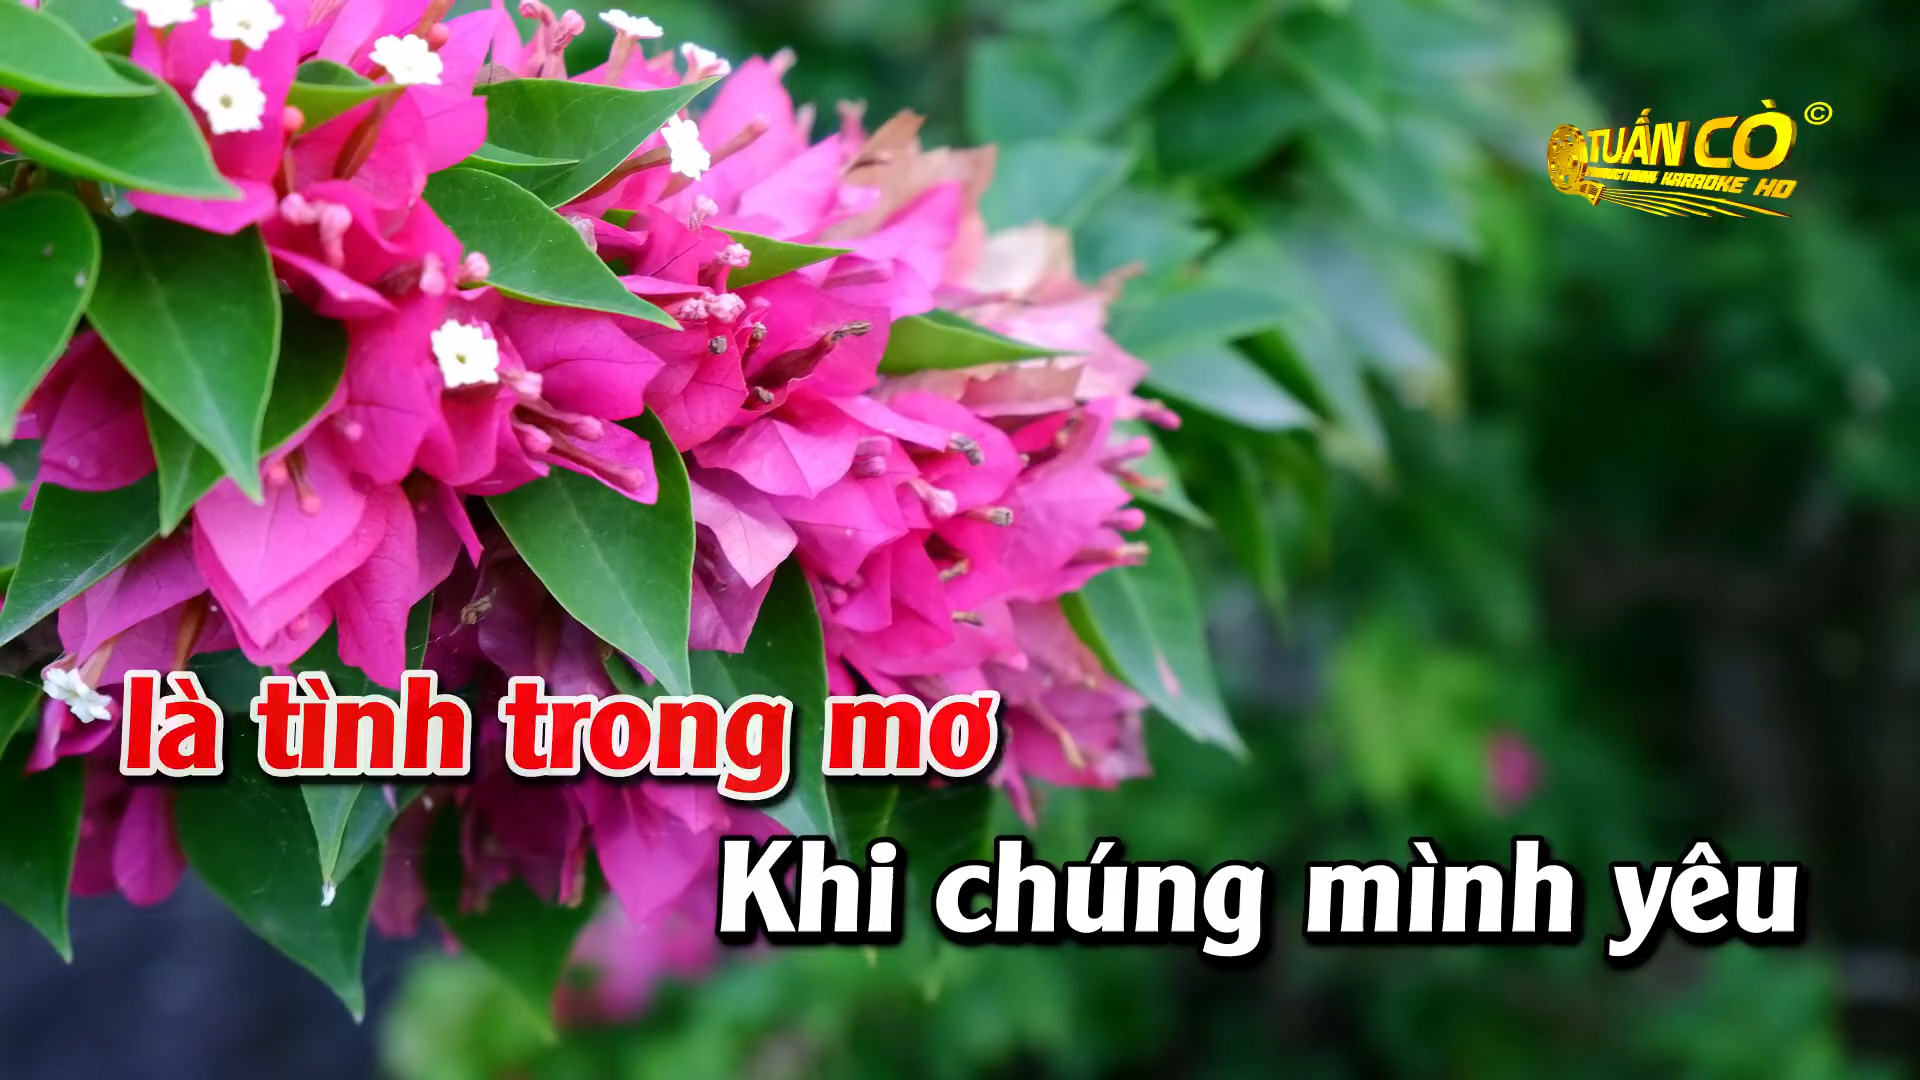 TUẤN CÒ ©
KARAOKE HD
là tình trong mơ
Khi chúng mình yêu